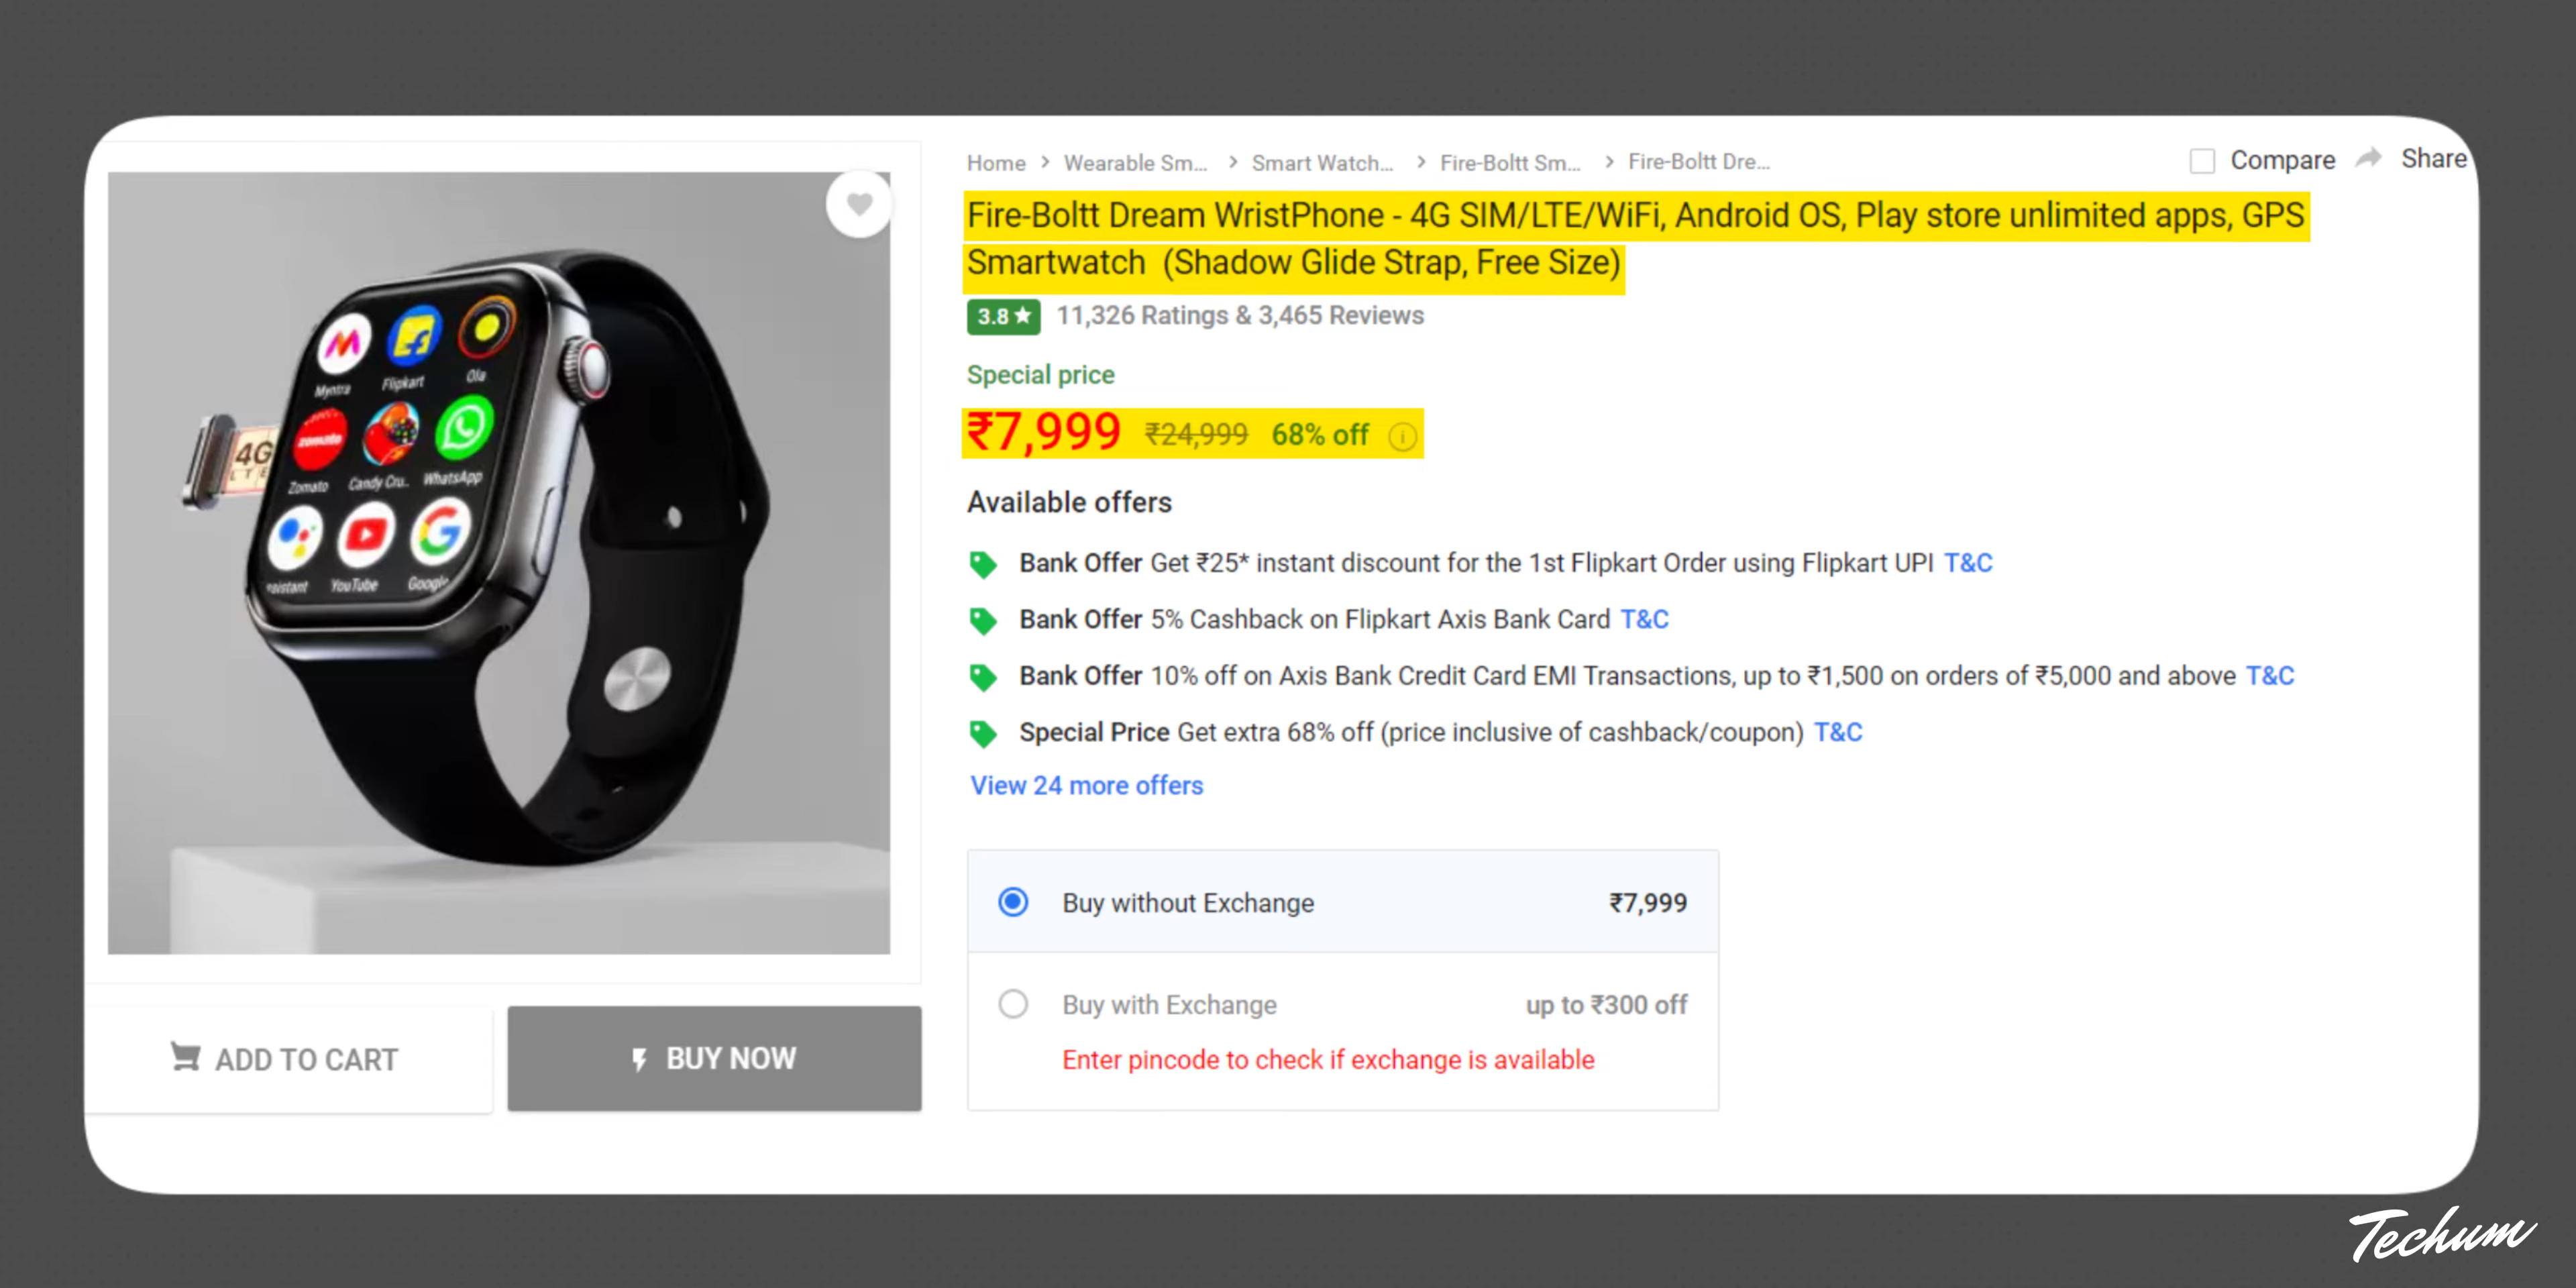 Home > Wearable Sm... > Smart Watch... > Fire-Boltt Sm... > Fire-Boltt Dre...
Compare Share
Fire-Boltt Dream WristPhone - 4G SIM/LTE/WiFi, Android OS, Play store unlimited apps, GPS
Smartwatch (Shadow Glide Strap, Free Size)
3.8★ 11,326 Ratings & 3,465 Reviews
Special price
₹7,999 ₹24,999 68% off
Available offers
Bank Offer Get ₹25* instant discount for the 1st Flipkart Order using Flipkart UPI T&C
Bank Offer 5% Cashback on Flipkart Axis Bank Card T&C
Bank Offer 10% off on Axis Bank Credit Card EMI Transactions, up to ₹1,500 on orders of ₹5,000 and above T&C
Special Price Get extra 68% off (price inclusive of cashback/coupon) T&C
View 24 more offers
Buy without Exchange ₹7,999
Buy with Exchange up to ₹300 off
Enter pincode to check if exchange is available
Myntra Flipkart Ola
zomato
4G
LTE
Zomato Candy Cru.. WhatsApp
ssistant YouTube Google
ADD TO CART
BUY NOW
Techum